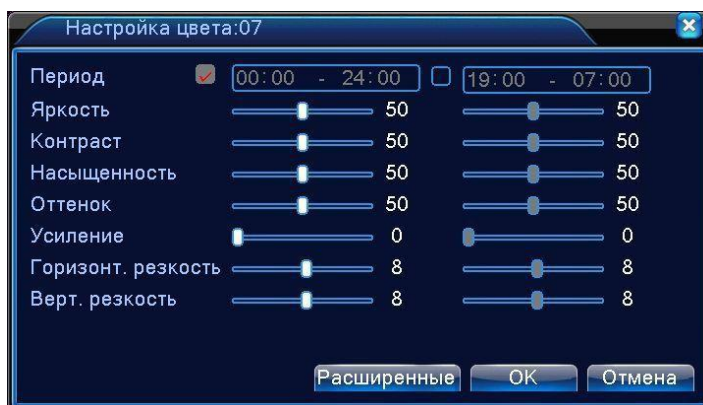 Настройка цвета:07
Период 00:00 - 24:00 19:00 - 07:00
Яркость 50 50
Контраст 50 50
Насыщенность 50 50
Оттенок 50 50
Усиление 0 0
Горизонт. резкость 8 8
Верт. резкость 8 8
Расширенные OK Отмена